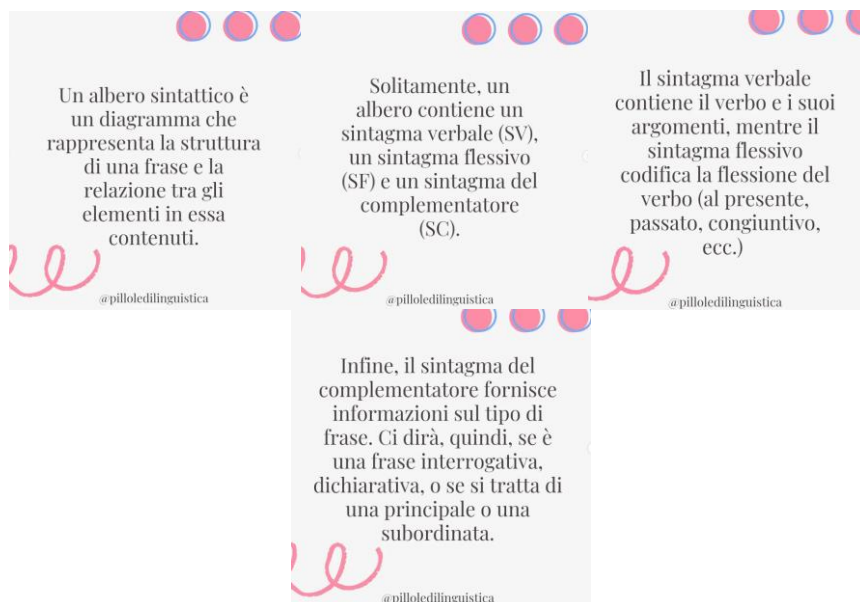 Un albero sintattico è
un diagramma che
rappresenta la struttura
di una frase e la
relazione tra gli
elementi in essa
contenuti.
@pilloledilinguistica
Solitamente, un
albero contiene un
sintagma verbale (SV),
un sintagma flessivo
(SF) e un sintagma del
complementatore
(SC).
@pilloledilinguistica
Il sintagma verbale
contiene il verbo e i suoi
argomenti, mentre il
sintagma flessivo
codifica la flessione del
verbo (al presente,
passato, congiuntivo,
ecc.)
@pilloledilinguistica
Infine, il sintagma del
complementatore fornisce
informazioni sul tipo di
frase. Ci dirà, quindi, se è
una frase interrogativa,
dichiarativa, o se si tratta di
una principale o una
subordinata.
@pilloledilinguistica